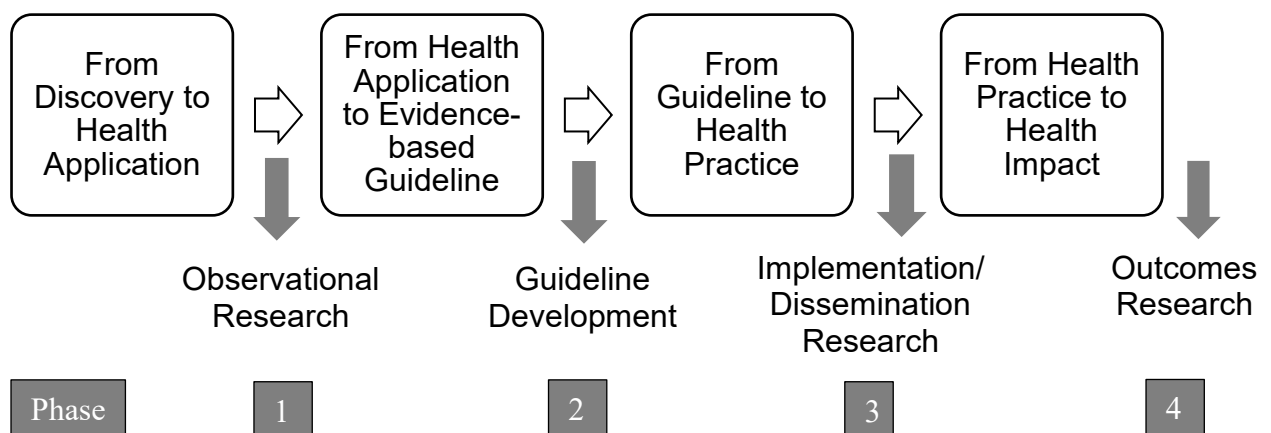 From
Discovery to
Health
Application
From Health
Application
to Evidence-
based
Guideline
From
Guideline to
Health
Practice
From Health
Practice to
Health
Impact
Observational
Research
Guideline
Development
Implementation/
Dissemination
Research
Outcomes
Research
Phase
1
2
3
4